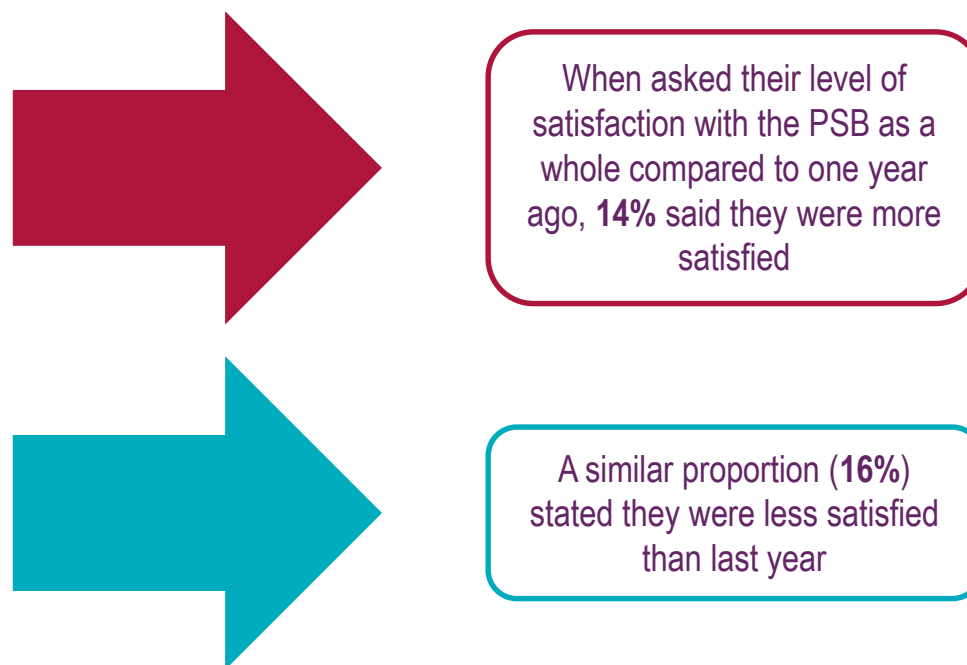 When asked their level of
satisfaction with the PSB as a
whole compared to one year
ago, 14% said they were more
satisfied
A similar proportion (16%)
stated they were less satisfied
than last year